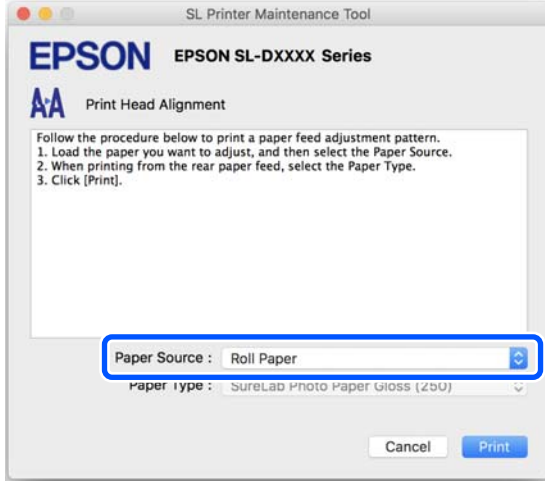 SL Printer Maintenance Tool
EPSON EPSON SL-DXXXX Series
A-A Print Head Alignment
Follow the procedure below to print a paper feed adjustment pattern.
1. Load the paper you want to adjust, and then select the Paper Source.
2. When printing from the rear paper feed, select the Paper Type.
3. Click [Print].
Paper Source : Roll Paper
Paper Type : SureLab Photo Paper Gloss (250)
Cancel Print